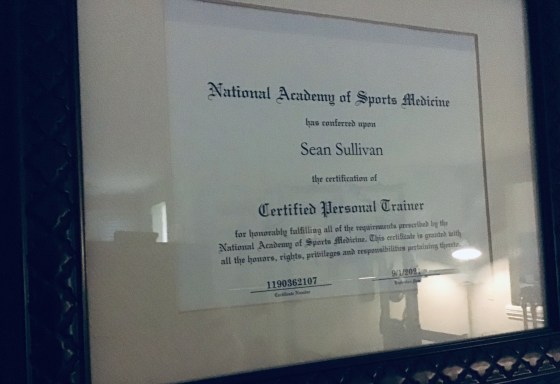 National Academy of Sports Medicine
has conferred upon
Sean Sullivan
the certification of
Certified Personal Trainer
for honorably fulfilling all of the requirements prescribed by the
National Academy of Sports Medicine. This certificate is granted with
all the honors, rights, privileges and responsibilities pertaining thereto.
1190362107
Certificate Number